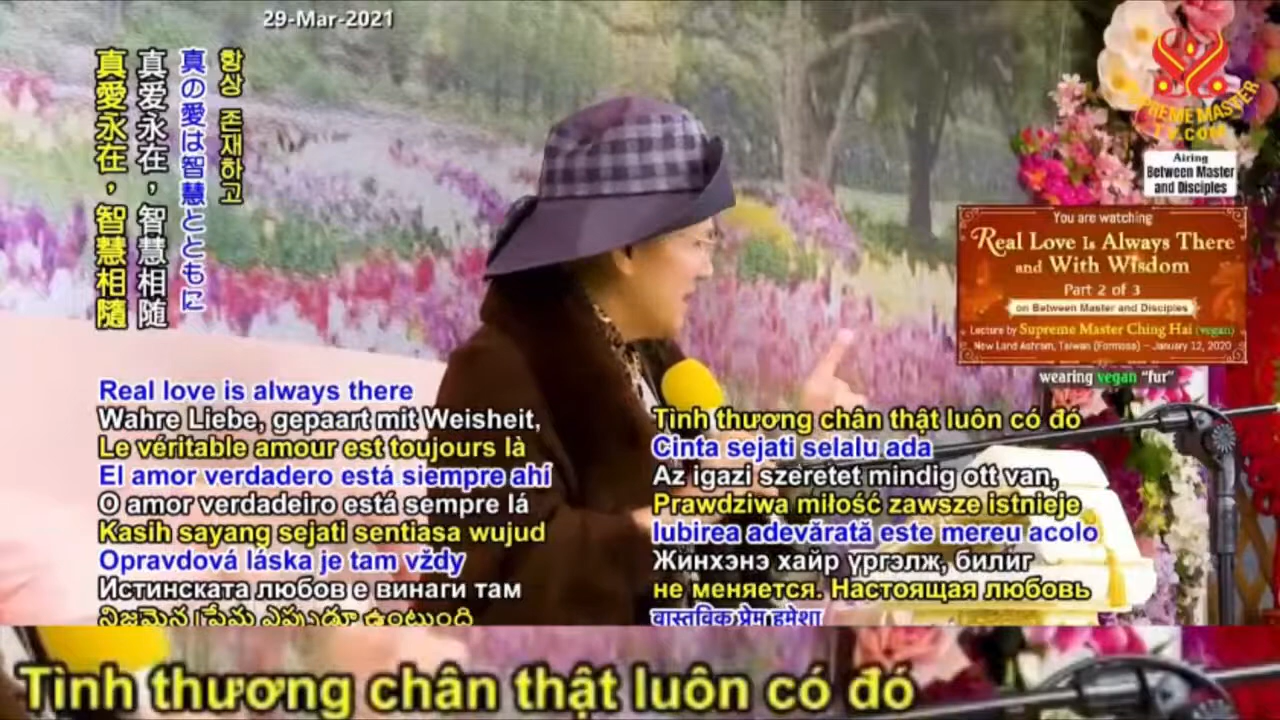 29-Mar-2021
항상 존재하고
真の愛は智慧とともに
真爱永在，智慧相随
真愛永在，智慧相隨
PREME MASTER
TV.COM
Airing
Between Master
and Disciples
You are watching
Real Love Is Always There
and With Wisdom
Part 2 of 3
on Between Master and Disciples
Lecture by Supreme Master Ching Hai (vegan)
New Land Ashram, Taiwan (Formosa) – January 12, 2020
wearing vegan “fur”
Real love is always there
Wahre Liebe, gepaart mit Weisheit,
Le véritable amour est toujours là
El amor verdadero está siempre ahí
O amor verdadeiro está sempre lá
Kasih sayang sejati sentiasa wujud
Opravdová láska je tam vždy
Истинската любов е винаги там
నిజమైన ప్రేమ ఎప్పుడూ ఉంటుంది
Tình thương chân thật luôn có đó
Cinta sejati selalu ada
Az igazi szeretet mindig ott van,
Prawdziwa miłość zawsze istnieje
Iubirea adevărată este mereu acolo
Жинхэнэ хайр үргэлж, билиг
не меняется. Настоящая любовь
वास्तविक प्रेम हमेशा
Tình thương chân thật luôn có đó